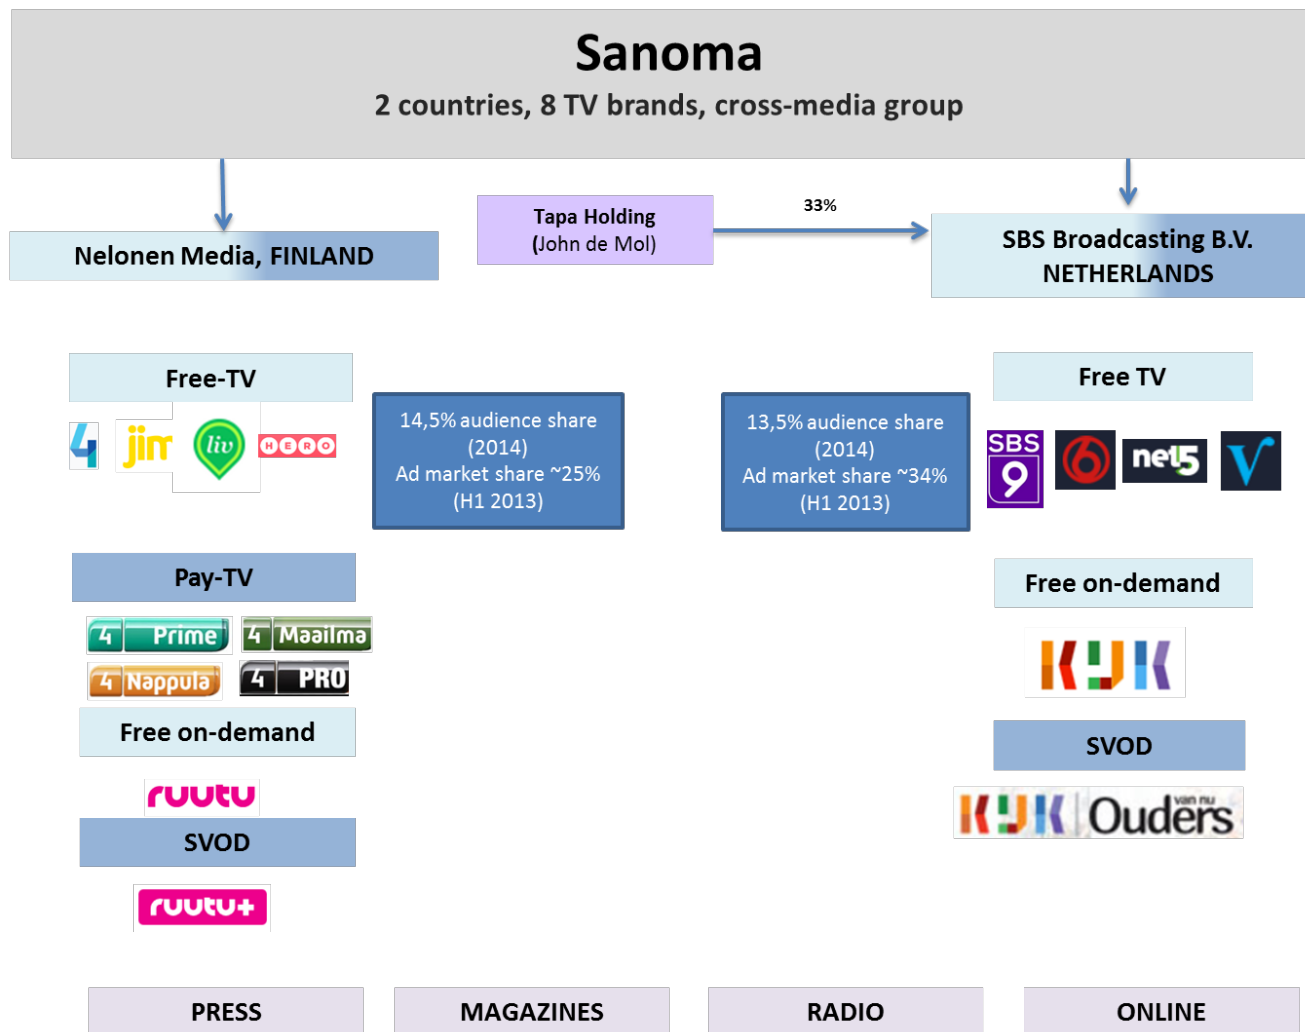 Sanoma
2 countries, 8 TV brands, cross-media group
Nelonen Media, FINLAND
Tapa Holding
(John de Mol)
33%
SBS Broadcasting B.V.
NETHERLANDS
Free-TV
4
jim
liv
HERO
14,5% audience share
(2014)
Ad market share ~25%
(H1 2013)
13,5% audience share
(2014)
Ad market share ~34%
(H1 2013)
Free TV
SBS
9
6
net5
V
Pay-TV
4 Prime
4 Maailma
4 Nappula
4 PRO
Free on-demand
ruutu
SVOD
ruutu+
Free on-demand
KIJK
SVOD
KIJK Ouders
van nu
PRESS
MAGAZINES
RADIO
ONLINE